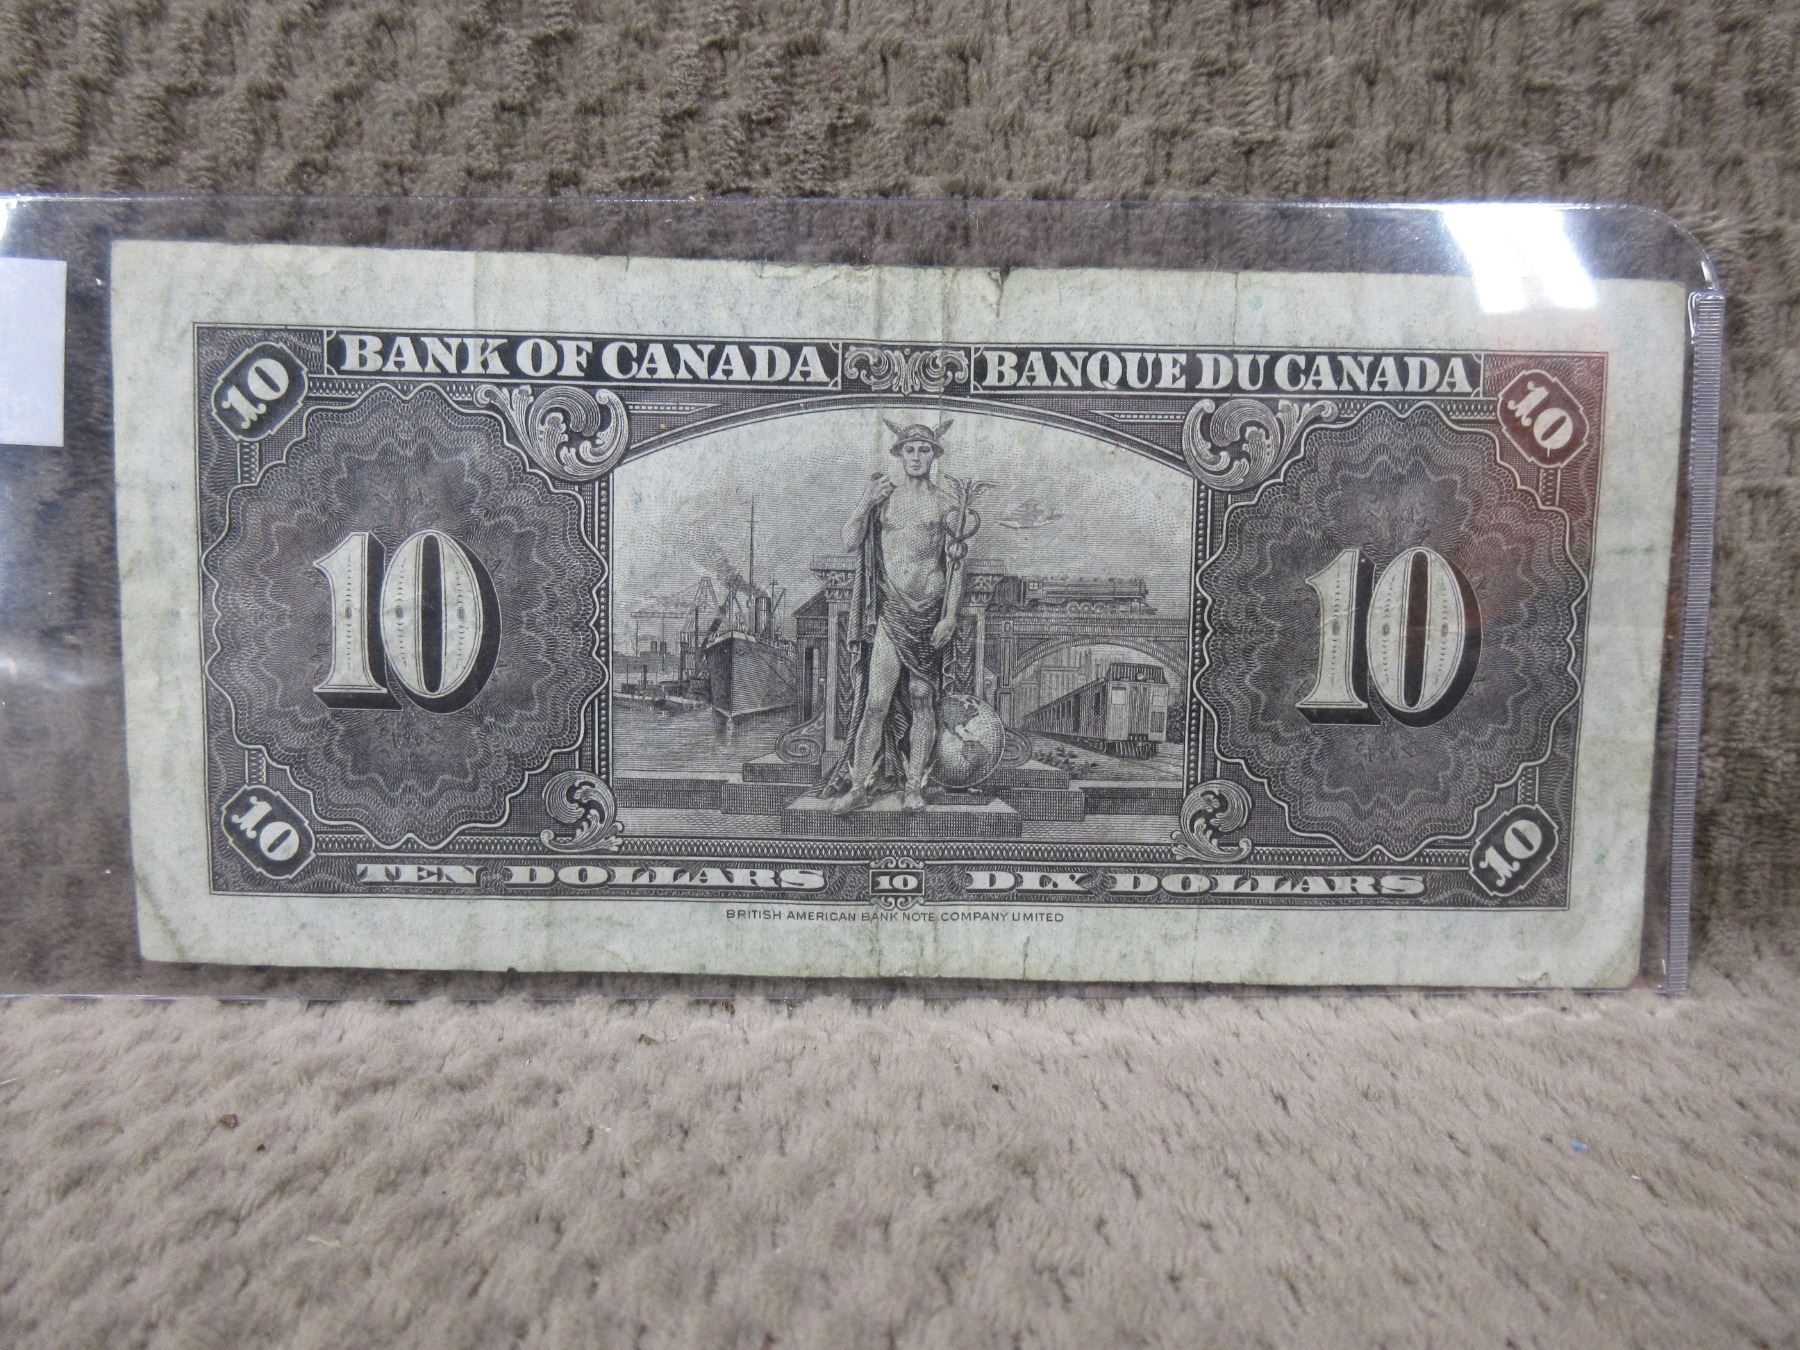 BANK OF CANADA BANQUE DU CANADA
10 10
10 10
10 10
TEN DOLLARS 10 DIX DOLLARS
BRITISH AMERICAN BANK NOTE COMPANY LIMITED